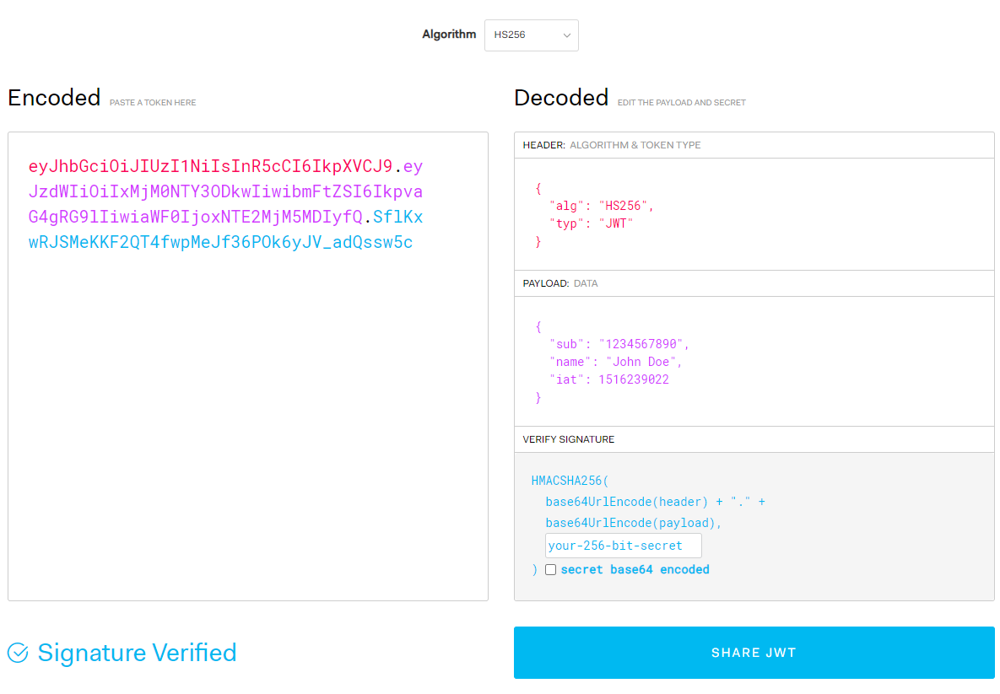 Algorithm HS256
Encoded PASTE A TOKEN HERE
eyJhbGciOiJIUzI1NiIsInR5cCI6IkpXVCJ9.ey
JzdWIiOiIxMjM0NTY3ODkwIiwibmFtZSI6Ikpva
G4gRG9lIiwiaWF0IjoxNTE2MjM5MDIyfQ.SflKx
wRJSMeKKF2QT4fwpMeJf36POk6yJV_adQssw5c
Signature Verified
Decoded EDIT THE PAYLOAD AND SECRET
HEADER: ALGORITHM & TOKEN TYPE
{
"alg": "HS256",
"typ": "JWT"
}
PAYLOAD: DATA
{
"sub": "1234567890",
"name": "John Doe",
"iat": 1516239022
}
VERIFY SIGNATURE
HMACSHA256(
base64UrlEncode(header) + "." +
base64UrlEncode(payload),
your-256-bit-secret
) secret base64 encoded
SHARE JWT